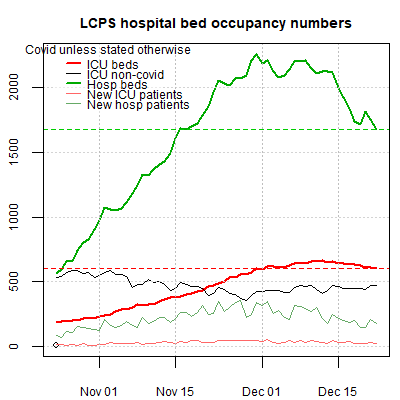 LCPS hospital bed occupancy numbers
Covid unless stated otherwise
ICU beds
ICU non-covid
Hosp beds
New ICU patients
New hosp patients
2000
1500
1000
500
0
Nov 01 Nov 15 Dec 01 Dec 15